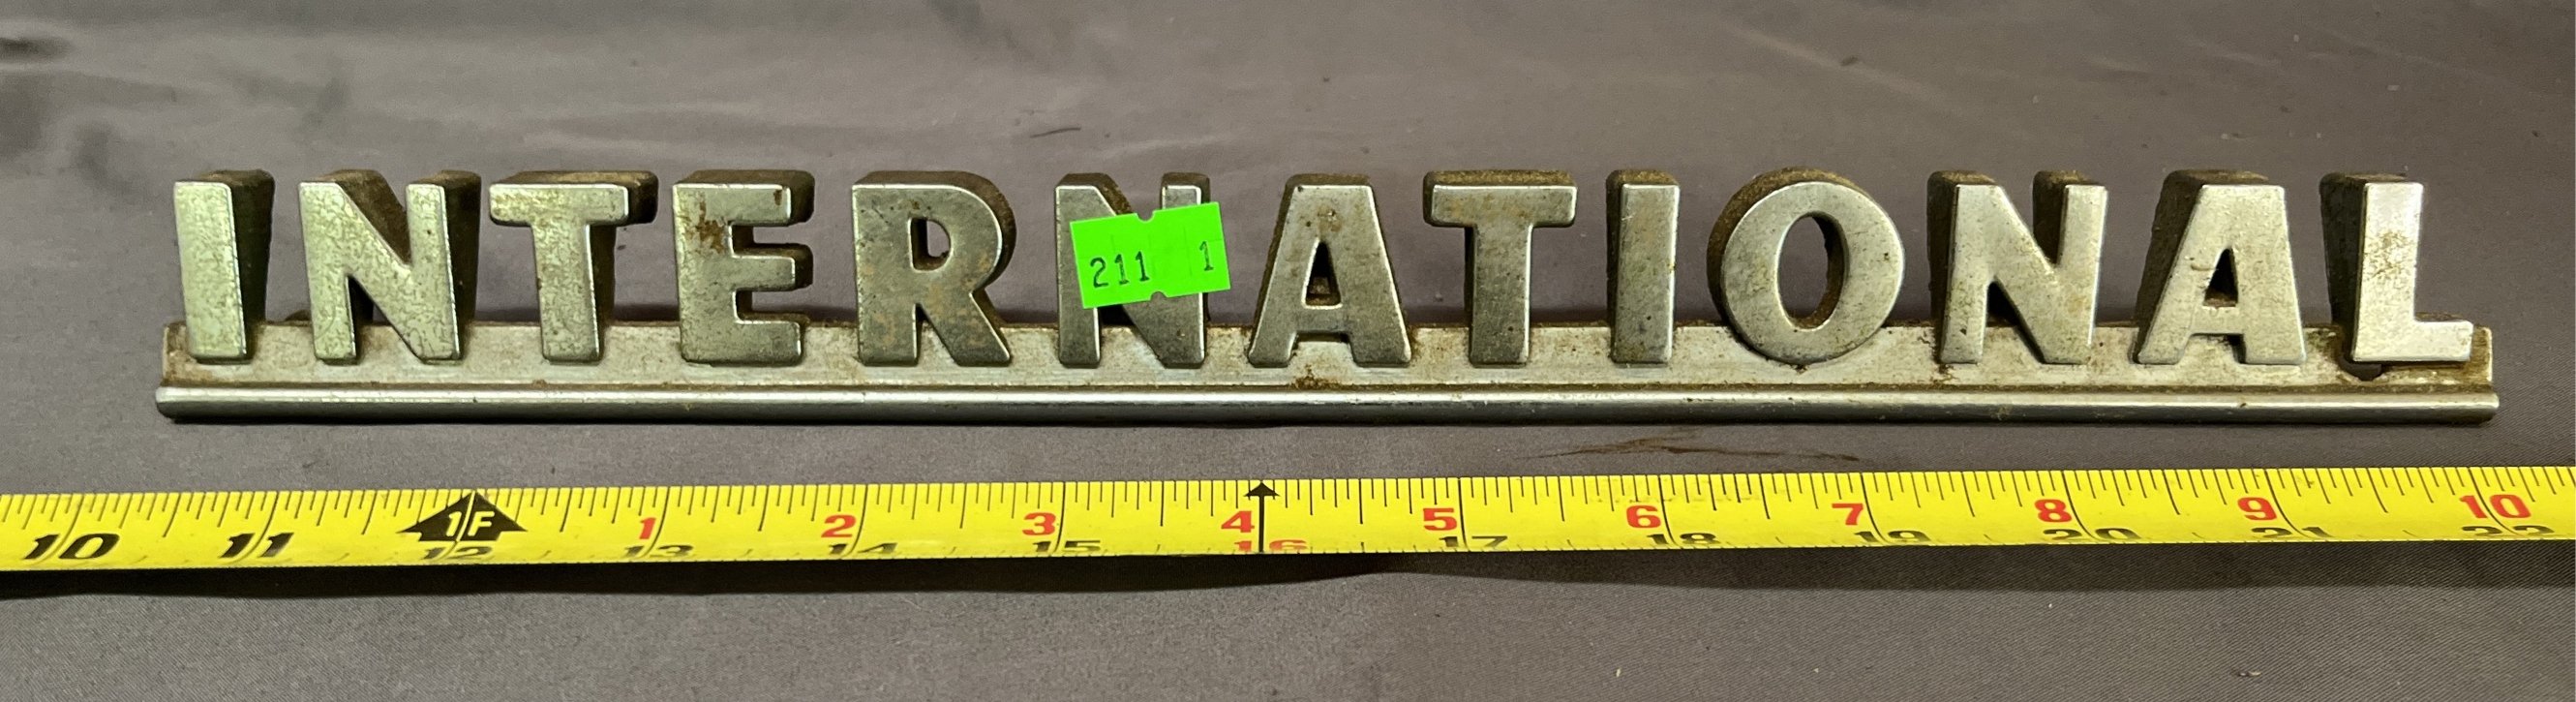 INTERNATIONAL
211 1
1F 1 2 3 4 5 6 7 8 9 10
10 11 12 13 14 15 16 17 18 19 20 21 22